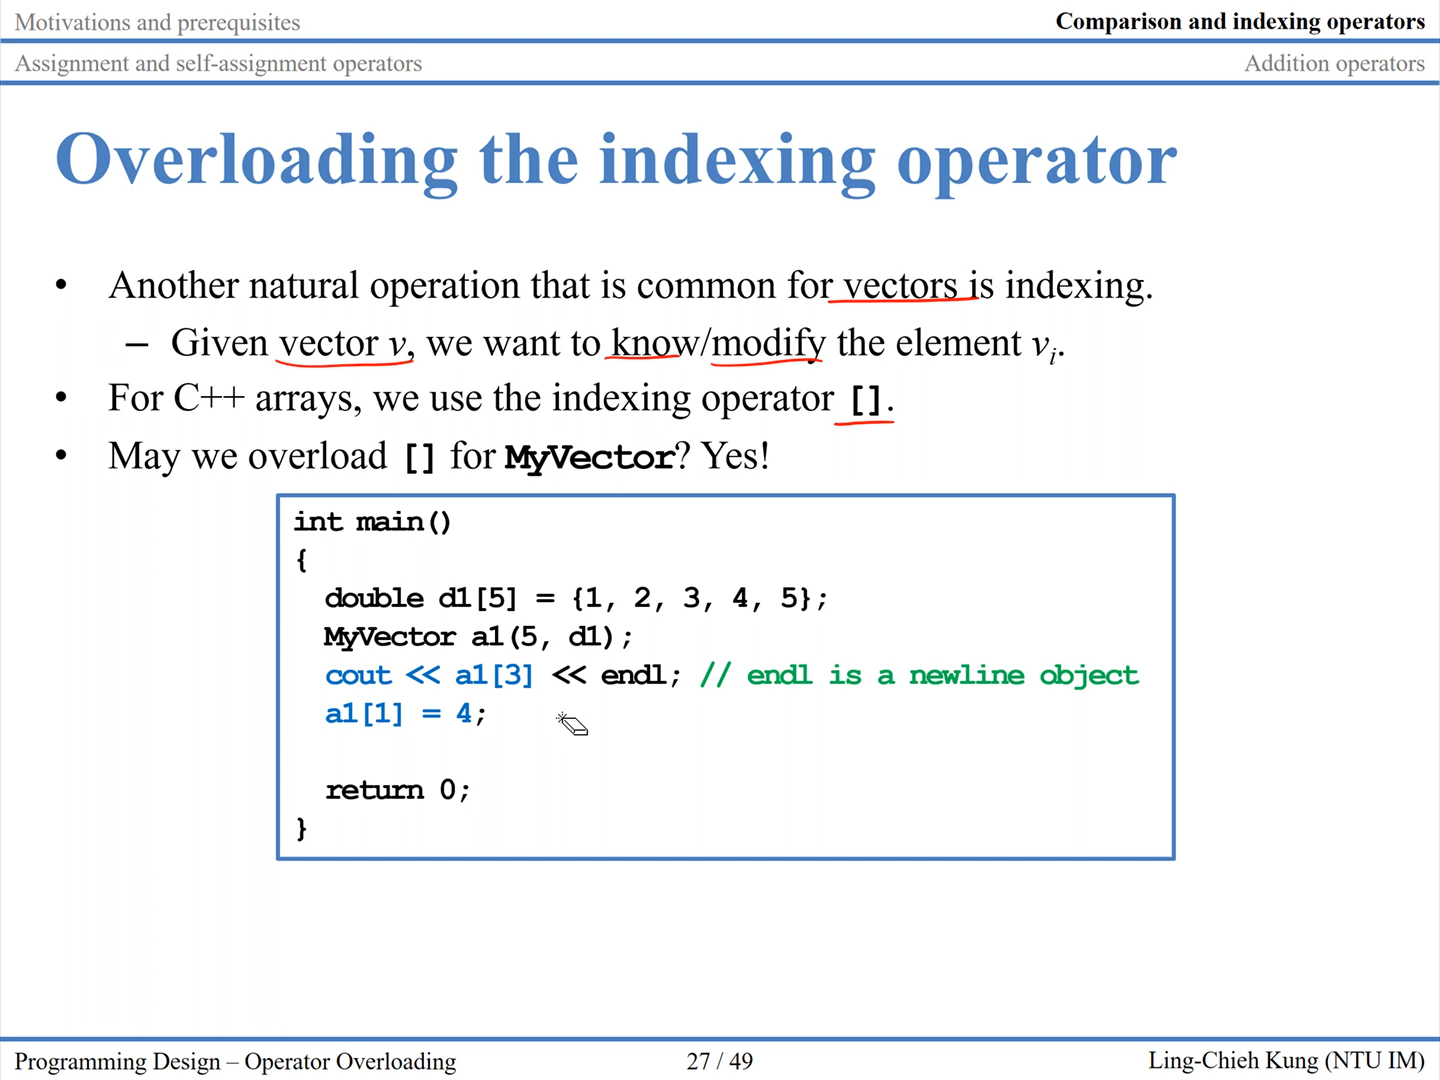 Motivations and prerequisites
Comparison and indexing operators
Assignment and self-assignment operators
Addition operators
Overloading the indexing operator
• Another natural operation that is common for vectors is indexing.
– Given vector v, we want to know/modify the element vᵢ.
• For C++ arrays, we use the indexing operator [].
• May we overload [] for MyVector? Yes!
int main()
{
  double d1[5] = {1, 2, 3, 4, 5};
  MyVector a1(5, d1);
  cout << a1[3] << endl; // endl is a newline object
  a1[1] = 4;
  return 0;
}
Programming Design – Operator Overloading
27 / 49
Ling-Chieh Kung (NTU IM)